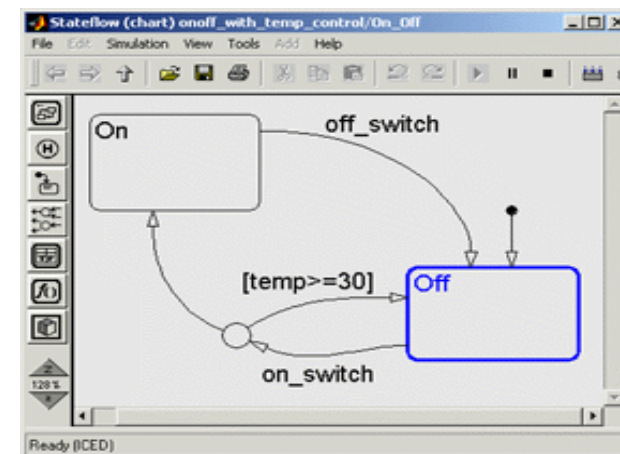 Stateflow (chart) onoff_with_temp_control/On_Off
File Edit Simulation View Tools Add Help
On
off_switch
[temp>=30]
Off
on_switch
128%
Ready (ICED)